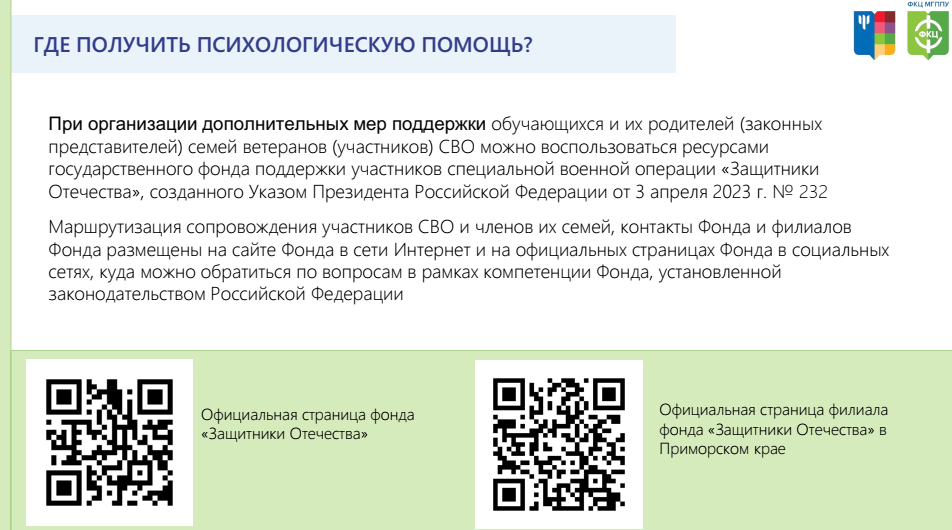 ФКЦ МГППУ
ФКЦ
ГДЕ ПОЛУЧИТЬ ПСИХОЛОГИЧЕСКУЮ ПОМОЩЬ?
При организации дополнительных мер поддержки обучающихся и их родителей (законных
представителей) семей ветеранов (участников) СВО можно воспользоваться ресурсами
государственного фонда поддержки участников специальной военной операции «Защитники
Отечества», созданного Указом Президента Российской Федерации от 3 апреля 2023 г. № 232
Маршрутизация сопровождения участников СВО и членов их семей, контакты Фонда и филиалов
Фонда размещены на сайте Фонда в сети Интернет и на официальных страницах Фонда в социальных
сетях, куда можно обратиться по вопросам в рамках компетенции Фонда, установленной
законодательством Российской Федерации
Официальная страница фонда
«Защитники Отечества»
Официальная страница филиала
фонда «Защитники Отечества» в
Приморском крае